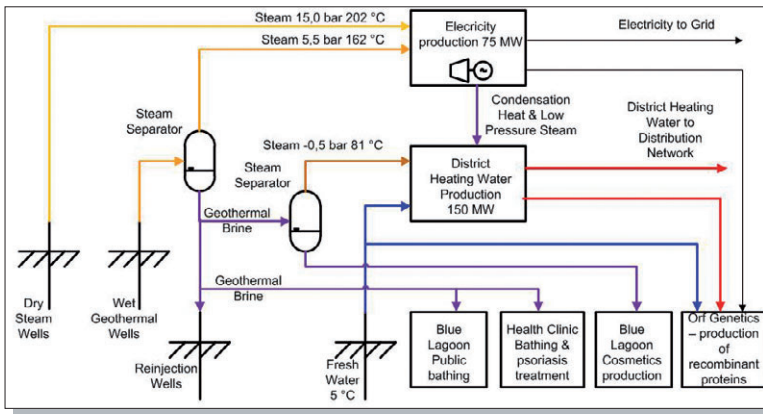 Steam 15,0 bar 202 °C
Steam 5,5 bar 162 °C
Elecricity
production 75 MW
Electricity to Grid
Steam
Separator
Condensation
Heat & Low
Pressure Steam
District Heating
Water to
Distribution
Network
Steam -0,5 bar 81 °C
Steam
Separator
District
Heating Water
Production
150 MW
Geothermal
Brine
Geothermal
Brine
Dry
Steam
Wells
Wet
Geothermal
Wells
Reinjection
Wells
Fresh
Water
5 °C
Blue
Lagoon
Public
bathing
Health Clinic
Bathing &
psoriasis
treatment
Blue
Lagoon
Cosmetics
production
Orf Genetics
– production
of
recombinant
proteins